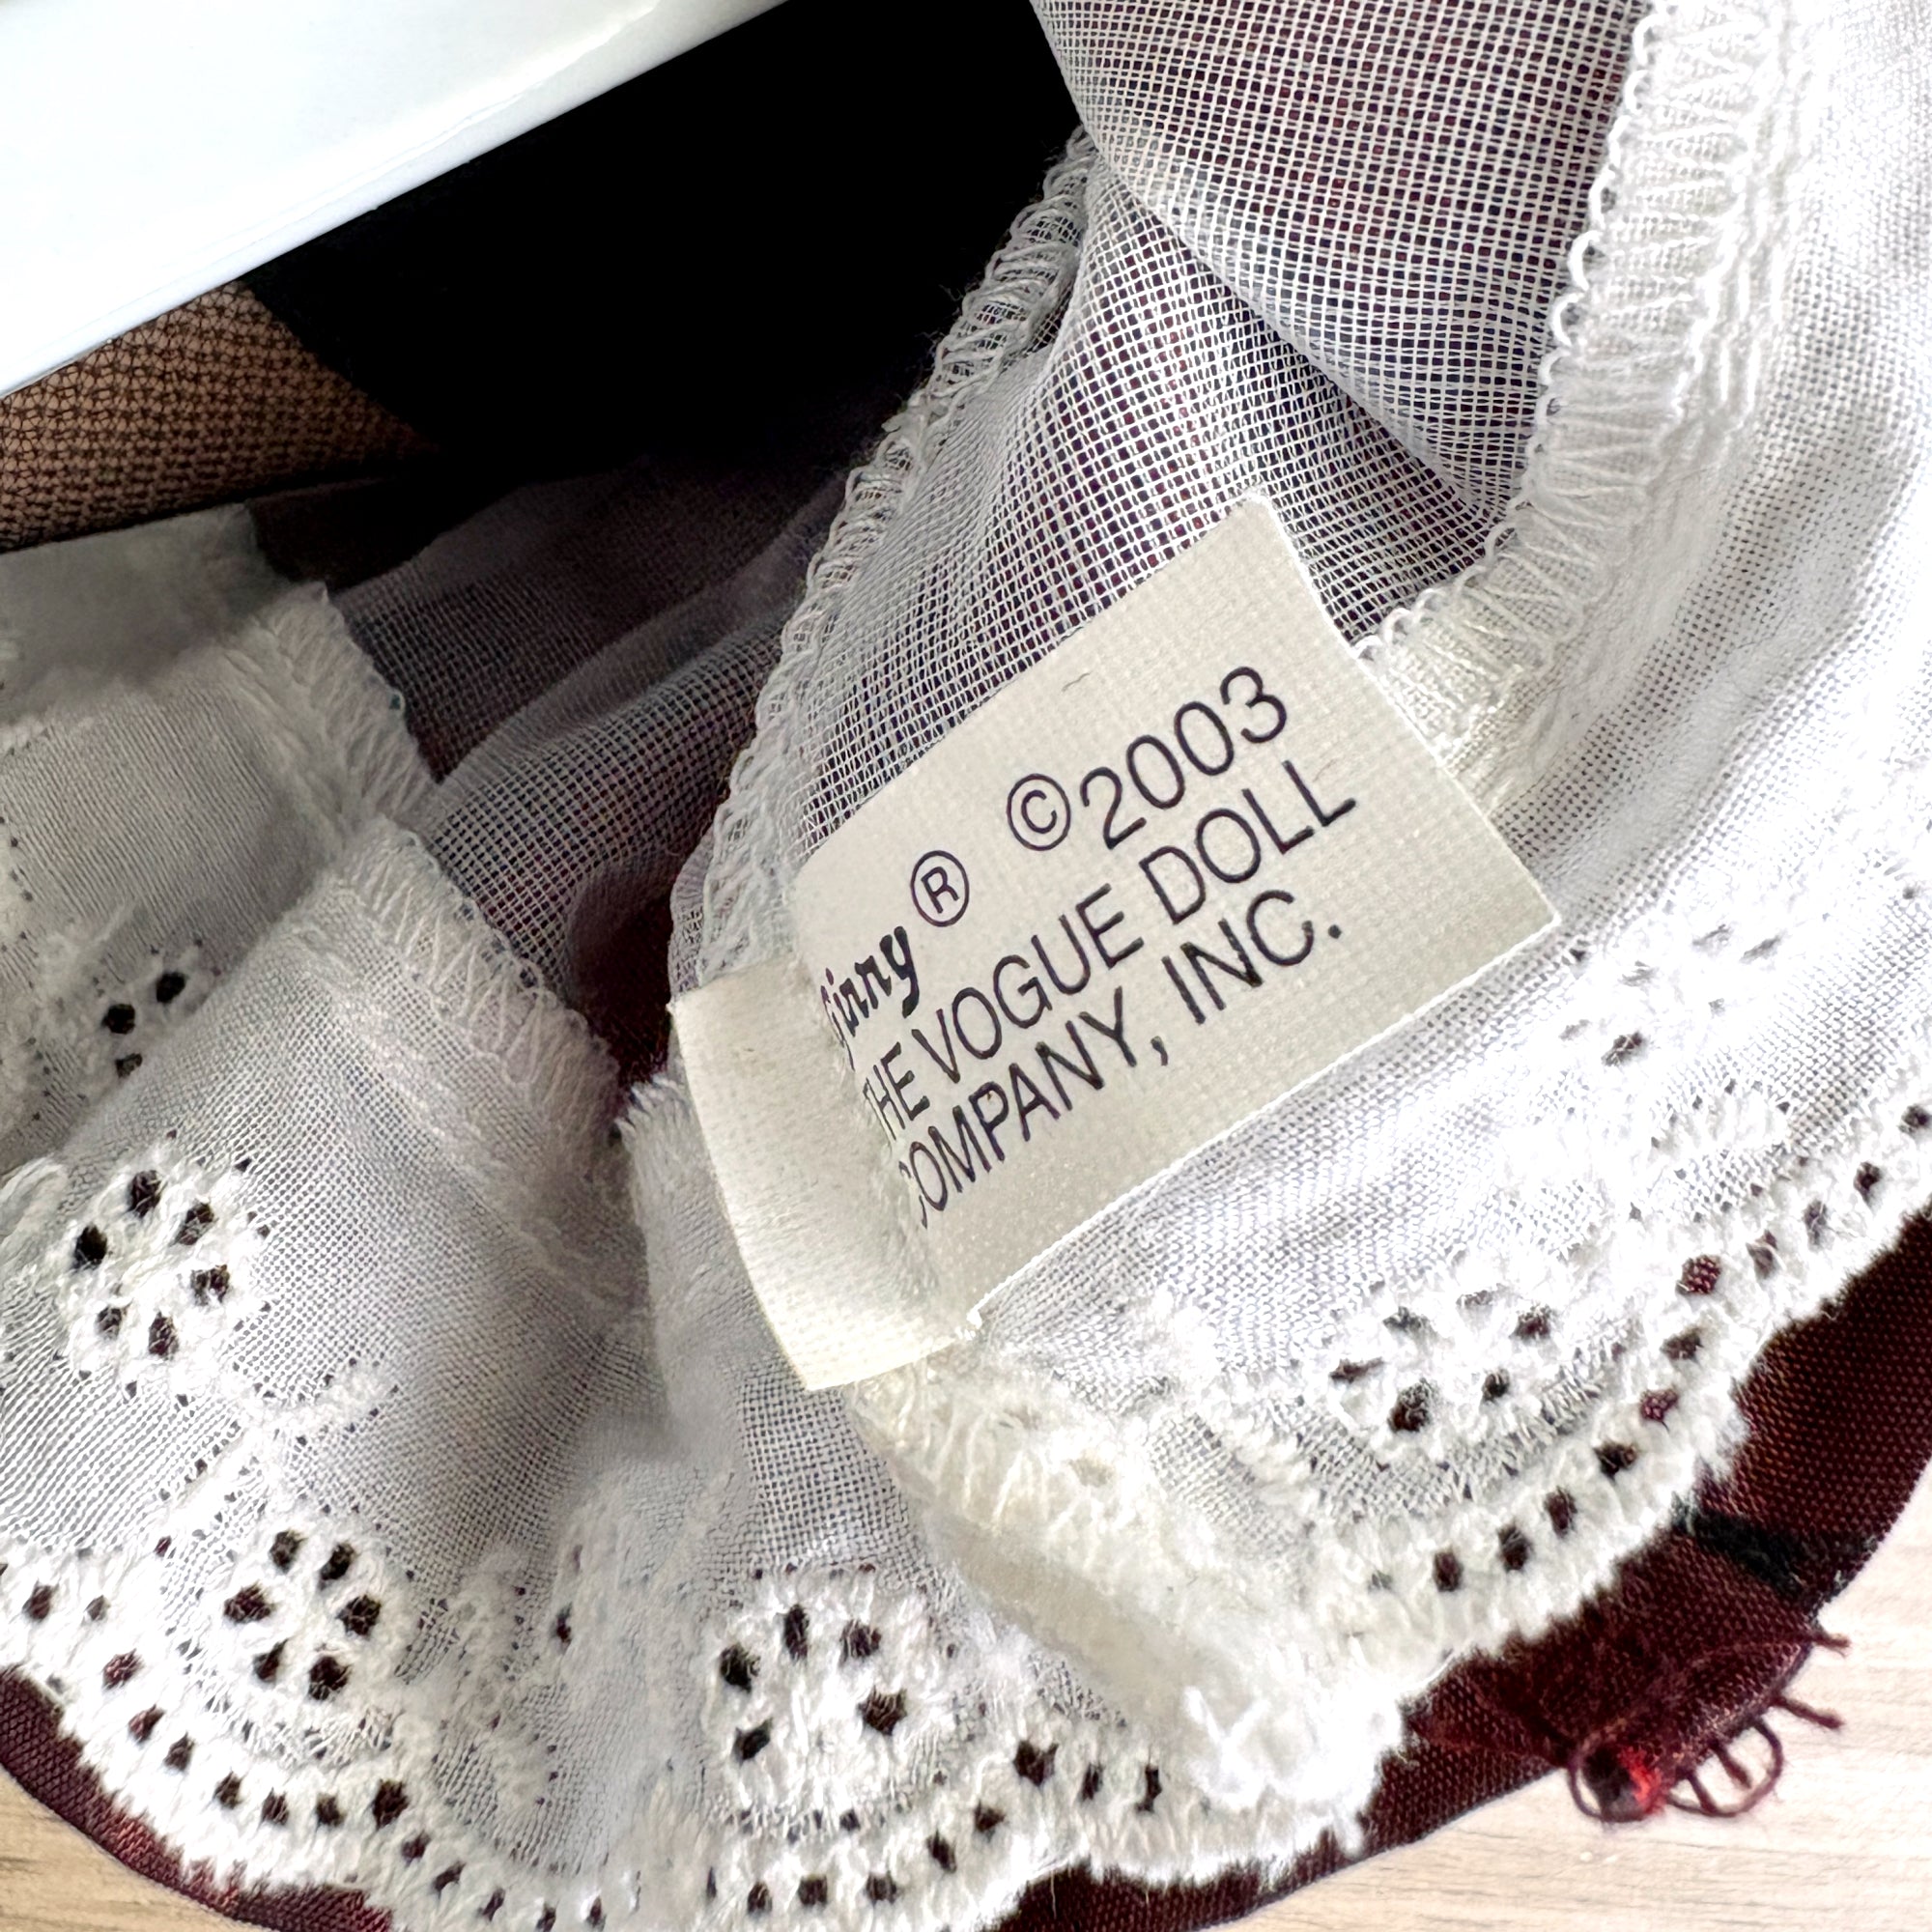 Ginny® ©2003
THE VOGUE DOLL
COMPANY, INC.